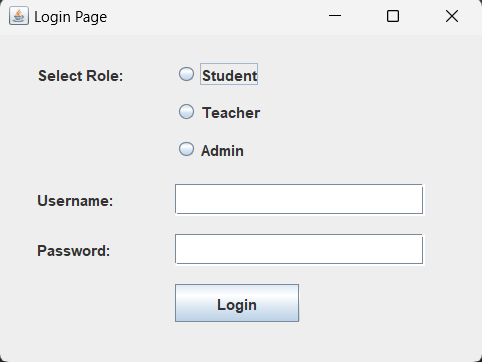 Login Page
Select Role: Student
Teacher
Admin
Username:
Password:
Login